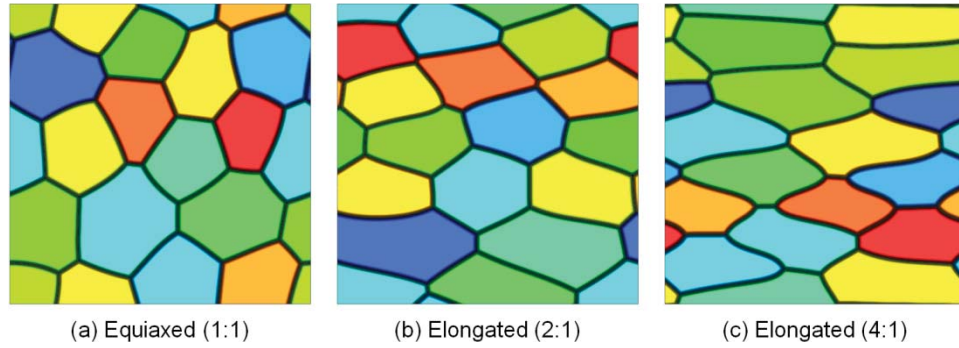 (a) Equiaxed (1:1)
(b) Elongated (2:1)
(c) Elongated (4:1)